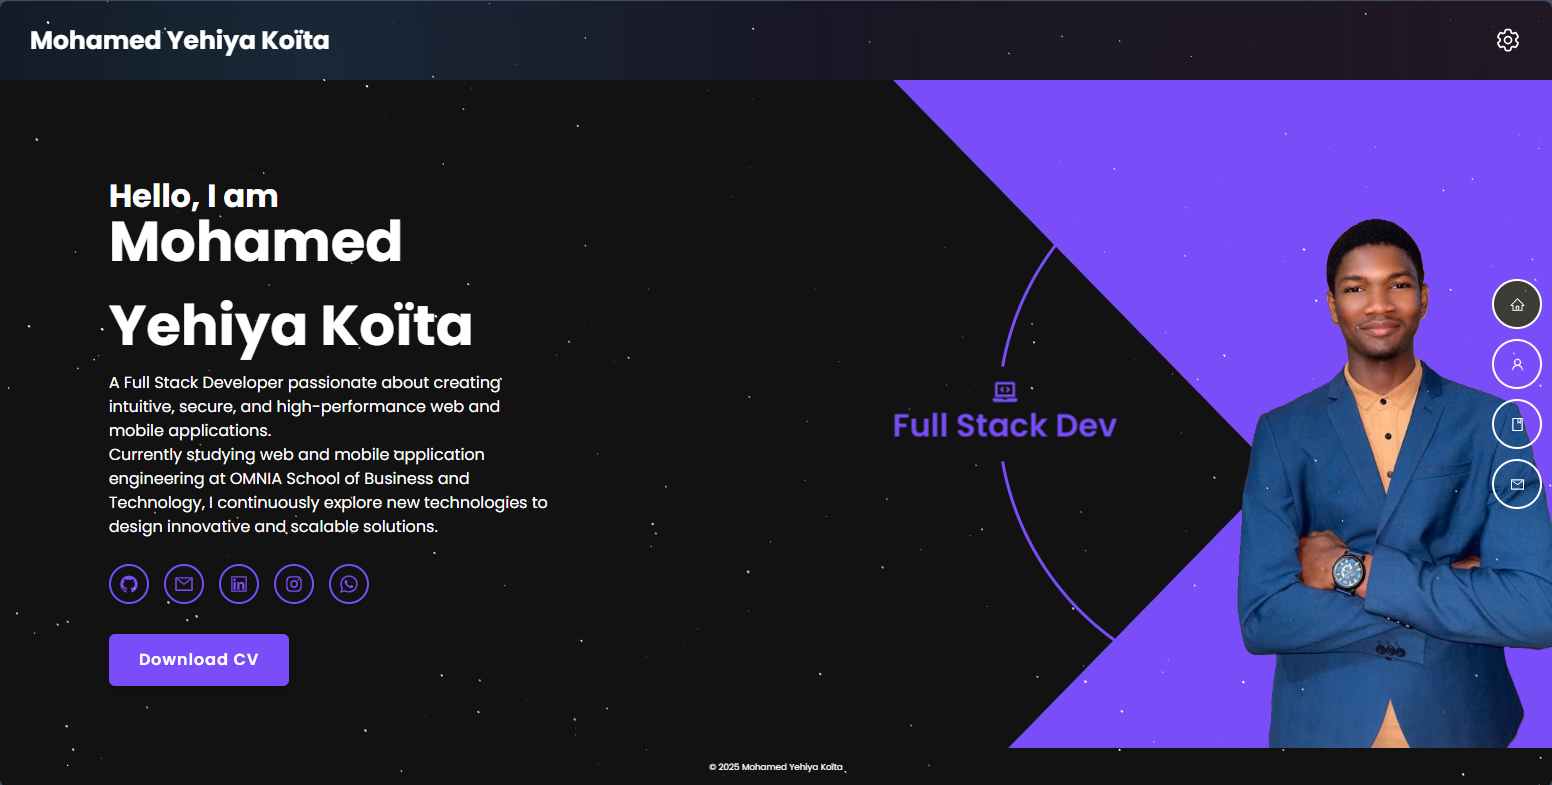 Mohamed Yehiya Koïta
Hello, I am
Mohamed
Yehiya Koïta
A Full Stack Developer passionate about creating
intuitive, secure, and high-performance web and
mobile applications.
Currently studying web and mobile application
engineering at OMNIA School of Business and
Technology, I continuously explore new technologies to
design innovative and scalable solutions.
Download CV
Full Stack Dev
© 2025 Mohamed Yehiya Koïta